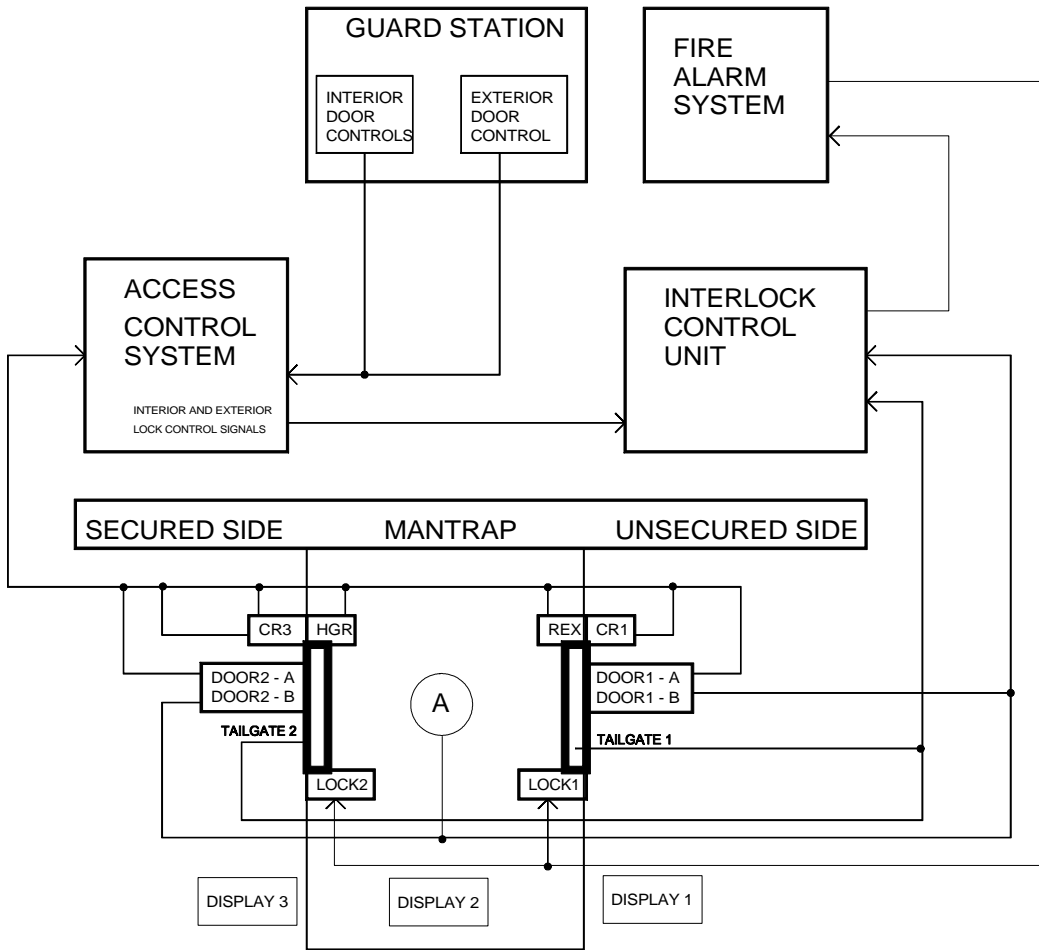 GUARD STATION
INTERIOR
DOOR
CONTROLS
EXTERIOR
DOOR
CONTROL
FIRE
ALARM
SYSTEM
ACCESS
CONTROL
SYSTEM
INTERIOR AND EXTERIOR
LOCK CONTROL SIGNALS
INTERLOCK
CONTROL
UNIT
SECURED SIDE
MANTRAP
UNSECURED SIDE
CR3
HGR
REX
CR1
DOOR2 - A
DOOR2 - B
A
DOOR1 - A
DOOR1 - B
TAILGATE 2
TAILGATE 1
LOCK2
LOCK1
DISPLAY 3
DISPLAY 2
DISPLAY 1